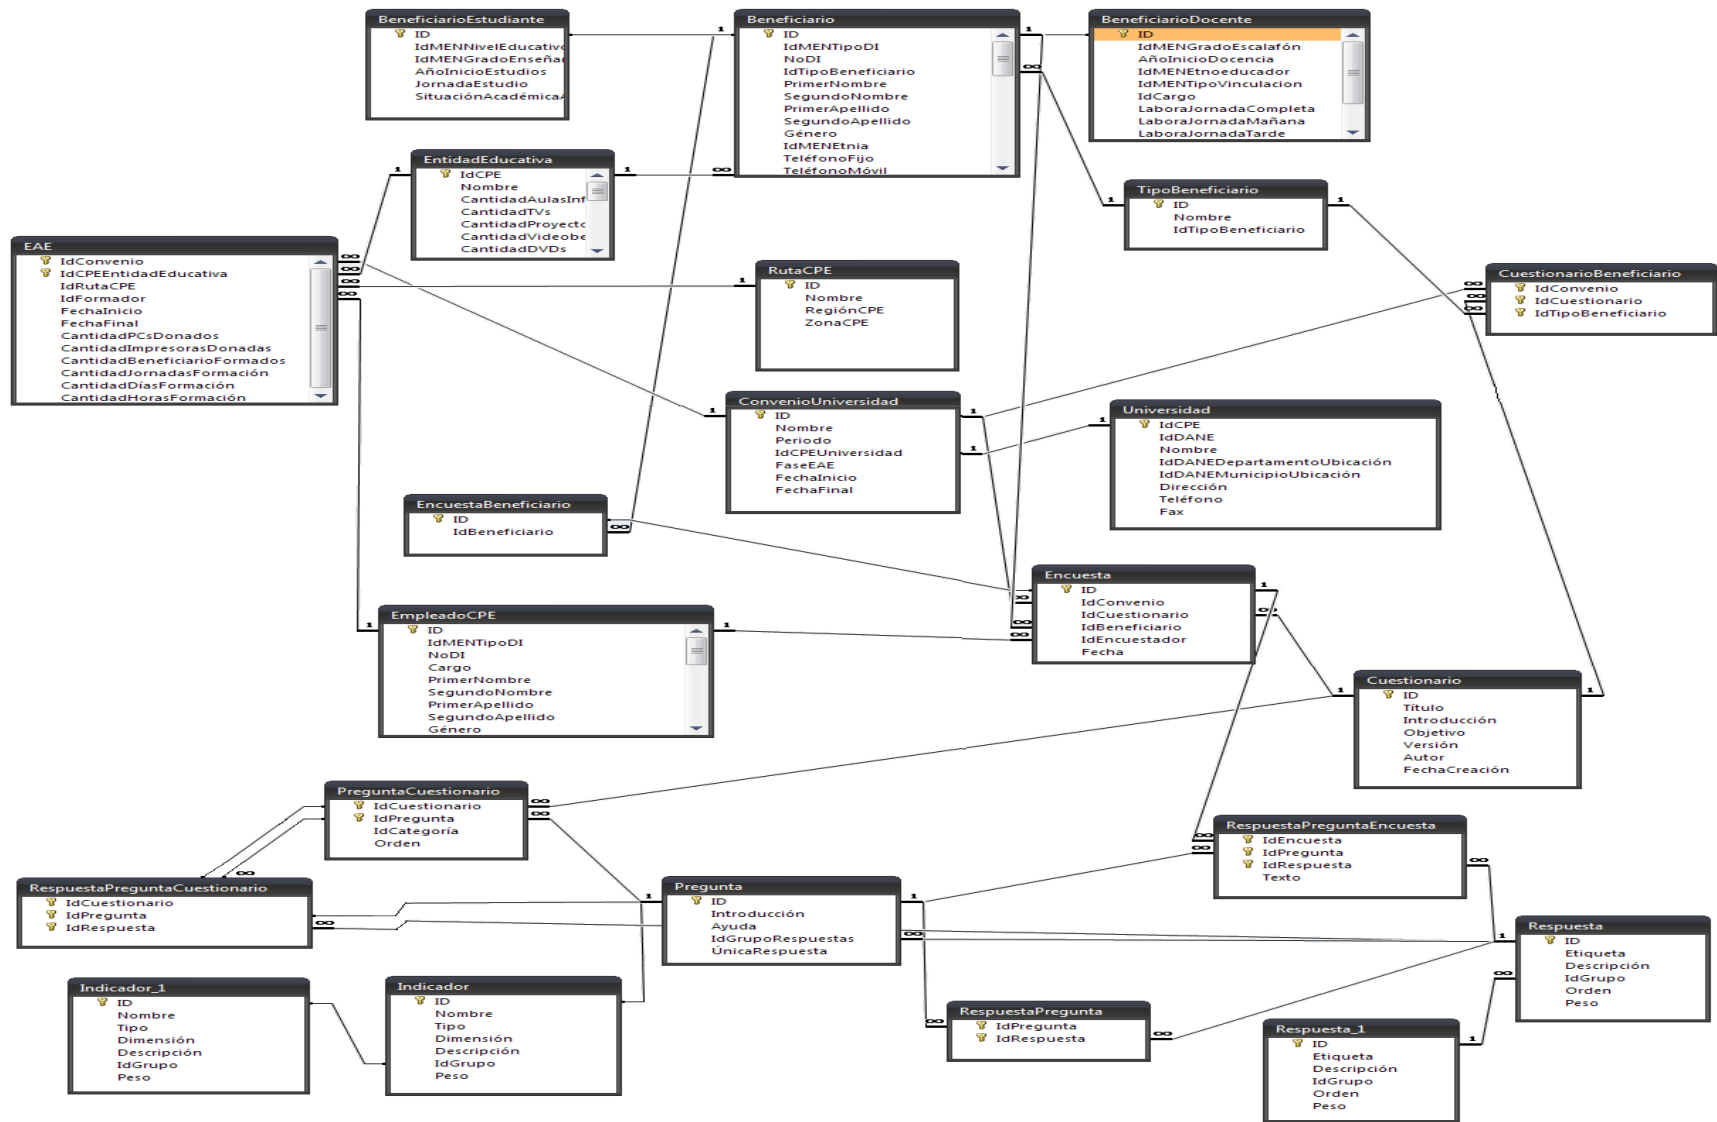 BeneficiarioEstudiante
ID
IdMENNivelEducativo
IdMENGradoEnseña
AñoInicioEstudios
JornadaEstudio
SituaciónAcadémica
Beneficiario
ID
IdMENTipoDI
NoDI
IdTipoBeneficiario
PrimerNombre
SegundoNombre
PrimerApellido
SegundoApellido
Género
IdMENEtnia
TeléfonoFijo
TeléfonoMóvil
BeneficiarioDocente
ID
IdMENGradoEscalafón
AñoInicioDocencia
IdMENEtnoeducador
IdMENTipoVinculacion
IdCargo
LaboraJornadaCompleta
LaboraJornadaMañana
LaboraJornadaTarde
EntidadEducativa
IdCPE
Nombre
CantidadAulasInf
CantidadTVs
CantidadProyecto
CantidadVideobe
CantidadDVDs
TipoBeneficiario
ID
Nombre
IdTipoBeneficiario
EAE
IdConvenio
IdCPEEntidadEducativa
IdRutaCPE
IdFormador
FechaInicio
FechaFinal
CantidadPCsDonados
CantidadImpresorasDonadas
CantidadBeneficiarioFormados
CantidadJornadasFormación
CantidadDíasFormación
CantidadHorasFormación
RutaCPE
ID
Nombre
RegiónCPE
ZonaCPE
CuestionarioBeneficiario
IdConvenio
IdCuestionario
IdTipoBeneficiario
ConvenioUniversidad
ID
Nombre
Periodo
IdCPEUniversidad
FaseEAE
FechaInicio
FechaFinal
Universidad
IdCPE
IdDANE
Nombre
IdDANEDepartamentoUbicación
IdDANEMunicipioUbicación
Dirección
Teléfono
Fax
EncuestaBeneficiario
ID
IdBeneficiario
Encuesta
ID
IdConvenio
IdCuestionario
IdBeneficiario
IdEncuestador
Fecha
EmpleadoCPE
ID
IdMENTipoDI
NoDI
Cargo
PrimerNombre
SegundoNombre
PrimerApellido
SegundoApellido
Género
Cuestionario
ID
Título
Introducción
Objetivo
Versión
Autor
FechaCreación
PreguntaCuestionario
IdCuestionario
IdPregunta
IdCategoría
Orden
RespuestaPreguntaEncuesta
IdEncuesta
IdPregunta
IdRespuesta
Texto
RespuestaPreguntaCuestionario
IdCuestionario
IdPregunta
IdRespuesta
Pregunta
ID
Introducción
Ayuda
IdGrupoRespuestas
ÚnicaRespuesta
Respuesta
ID
Etiqueta
Descripción
IdGrupo
Orden
Peso
Indicador_1
ID
Nombre
Tipo
Dimensión
Descripción
IdGrupo
Peso
Indicador
ID
Nombre
Tipo
Dimensión
Descripción
IdGrupo
Peso
RespuestaPregunta
IdPregunta
IdRespuesta
Respuesta_1
ID
Etiqueta
Descripción
IdGrupo
Orden
Peso